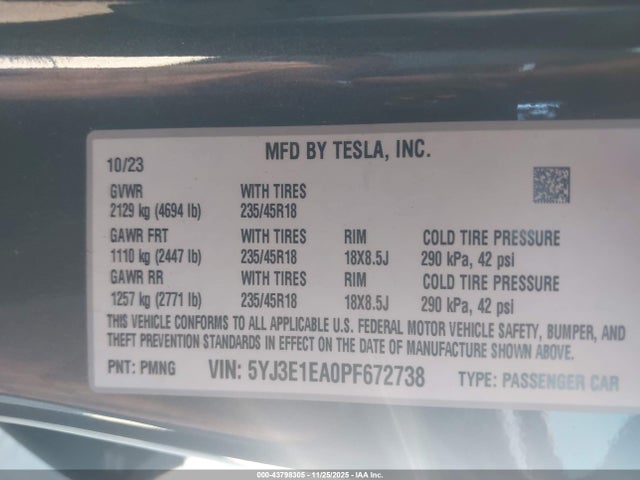 MFD BY TESLA, INC.
10/23
GVWR WITH TIRES
2129 kg (4694 lb) 235/45R18
GAWR FRT WITH TIRES RIM COLD TIRE PRESSURE
1110 kg (2447 lb) 235/45R18 18X8.5J 290 kPa, 42 psi
GAWR RR WITH TIRES RIM COLD TIRE PRESSURE
1257 kg (2771 lb) 235/45R18 18X8.5J 290 kPa, 42 psi
THIS VEHICLE CONFORMS TO ALL APPLICABLE U.S. FEDERAL MOTOR VEHICLE SAFETY, BUMPER, AND
THEFT PREVENTION STANDARDS IN EFFECT ON THE DATE OF MANUFACTURE SHOWN ABOVE.
PNT: PMNG VIN: 5YJ3E1EA0PF672738 TYPE: PASSENGER CAR
000-43798305 - 11/25/2025 - IAA Inc.